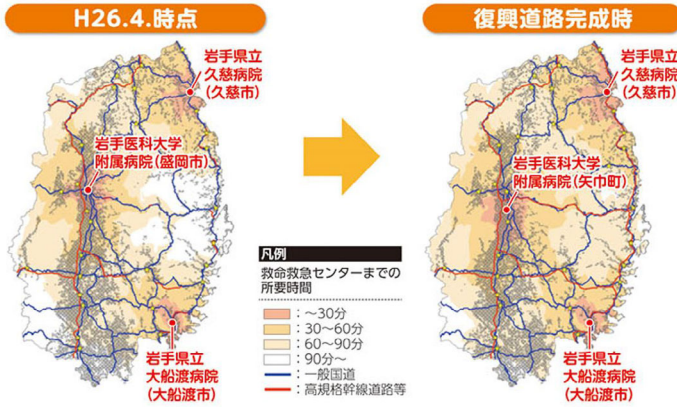 H26.4.時点
岩手県立
久慈病院
(久慈市)
岩手医科大学
附属病院(盛岡市)
岩手県立
大船渡病院
(大船渡市)
凡例
救命救急センターまでの
所要時間
:～30分
:30～60分
:60～90分
:90分～
:一般国道
:高規格幹線道路等
復興道路完成時
岩手県立
久慈病院
(久慈市)
岩手医科大学
附属病院(矢巾町)
岩手県立
大船渡病院
(大船渡市)